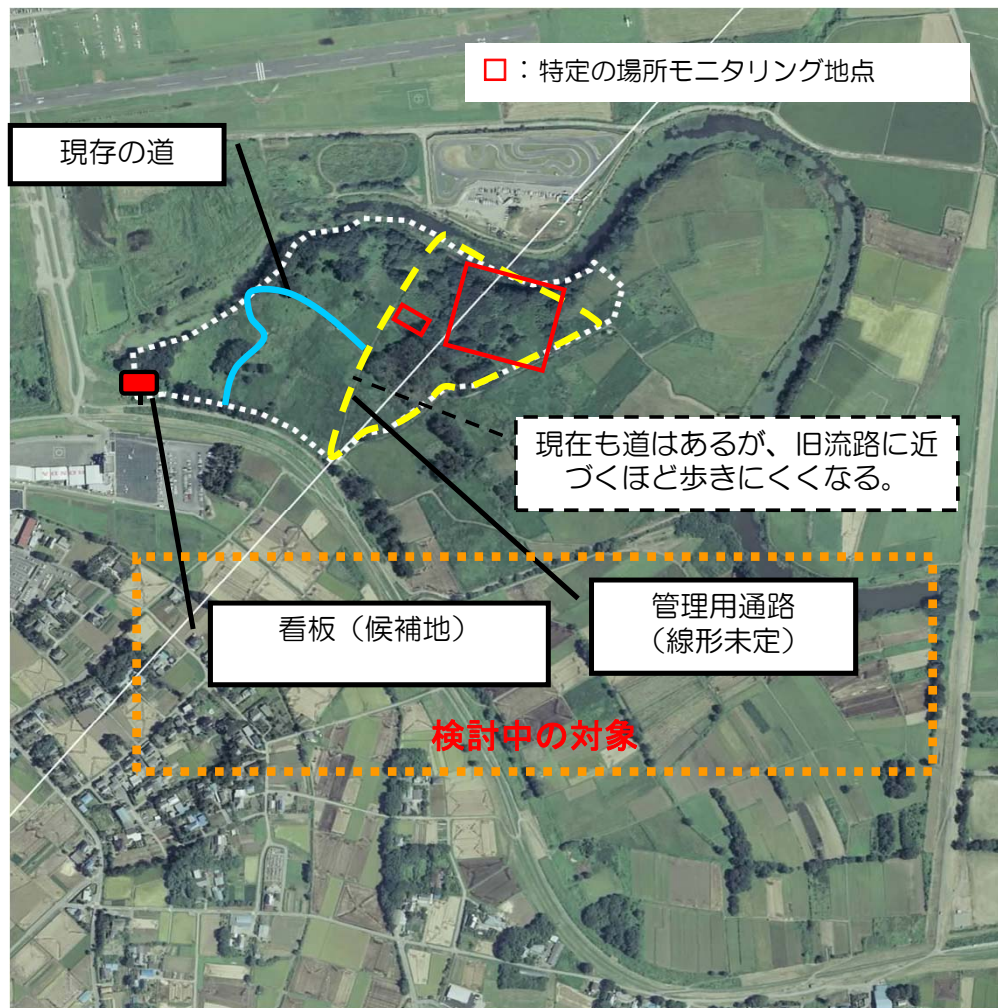 □：特定の場所モニタリング地点
現存の道
現在も道はあるが、旧流路に近
づくほど歩きにくくなる。
看板（候補地）
管理用通路
（線形未定）
検討中の対象